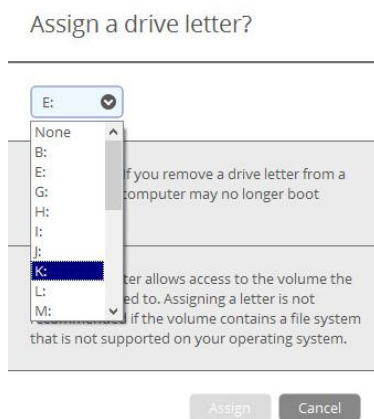 Assign a drive letter?
E:
None
B:
E:
G:
H:
I:
J:
K:
L:
M:
f you remove a drive letter from a
computer may no longer boot
ter allows access to the volume the
ed to. Assigning a letter is not
if the volume contains a file system
that is not supported on your operating system.
Assign Cancel